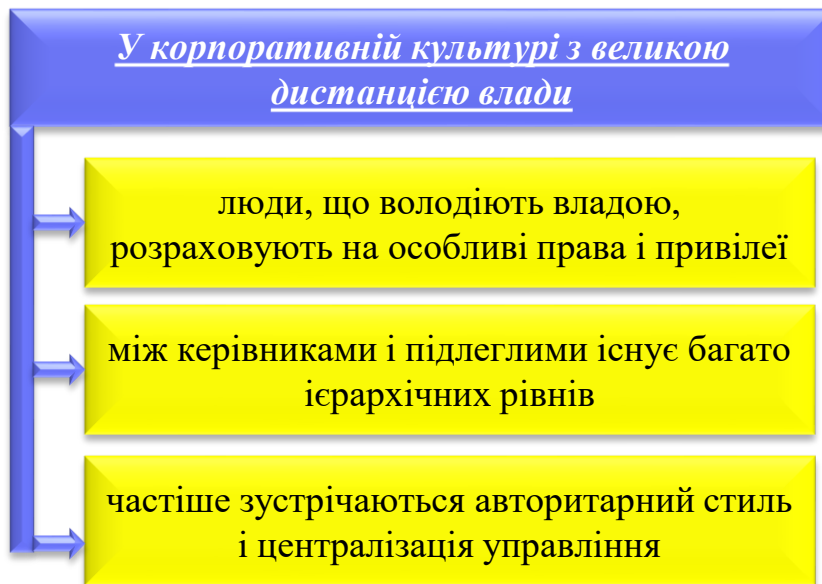 У корпоративній культурі з великою
дистанцією влади
люди, що володіють владою,
розраховують на особливі права і привілеї
між керівниками і підлеглими існує багато
ієрархічних рівнів
частіше зустрічаються авторитарний стиль
і централізація управління